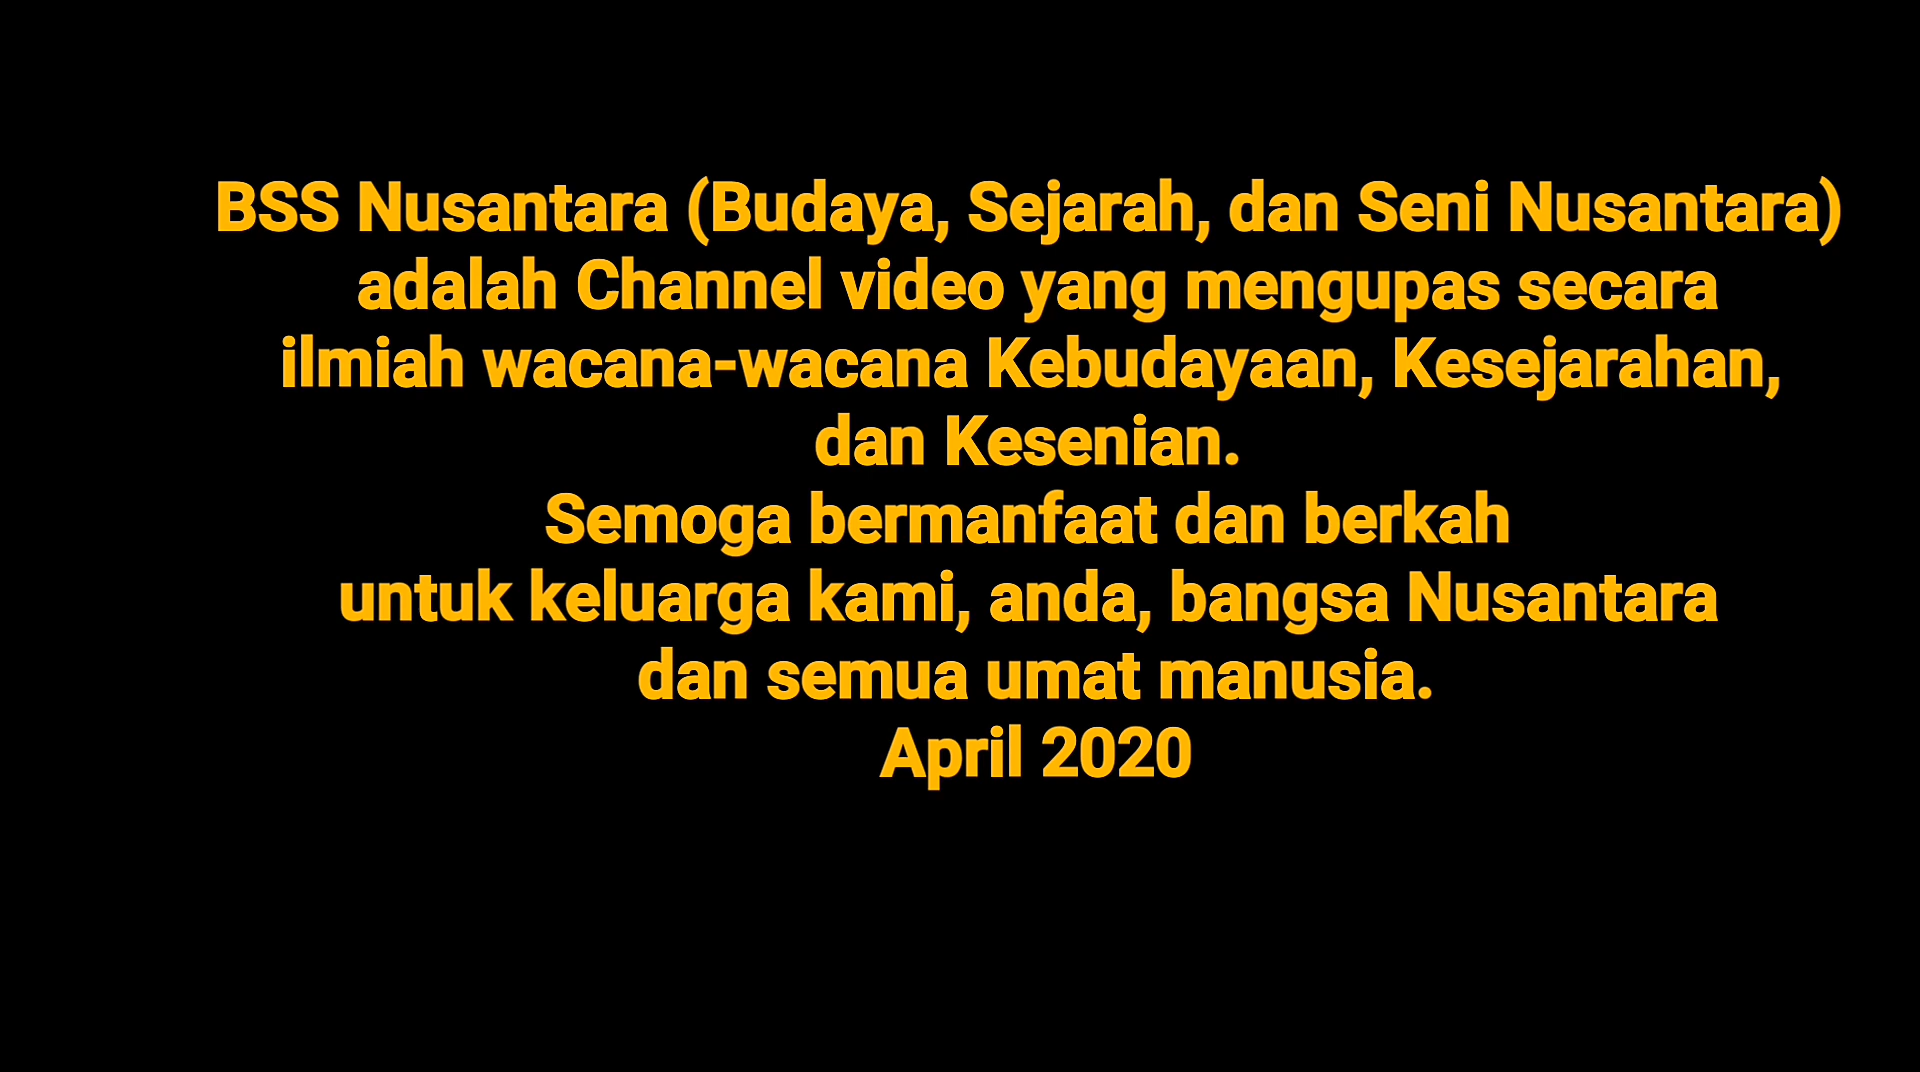 BSS Nusantara (Budaya, Sejarah, dan Seni Nusantara)
adalah Channel video yang mengupas secara
ilmiah wacana-wacana Kebudayaan, Kesejarahan,
dan Kesenian.
Semoga bermanfaat dan berkah
untuk keluarga kami, anda, bangsa Nusantara
dan semua umat manusia.
April 2020